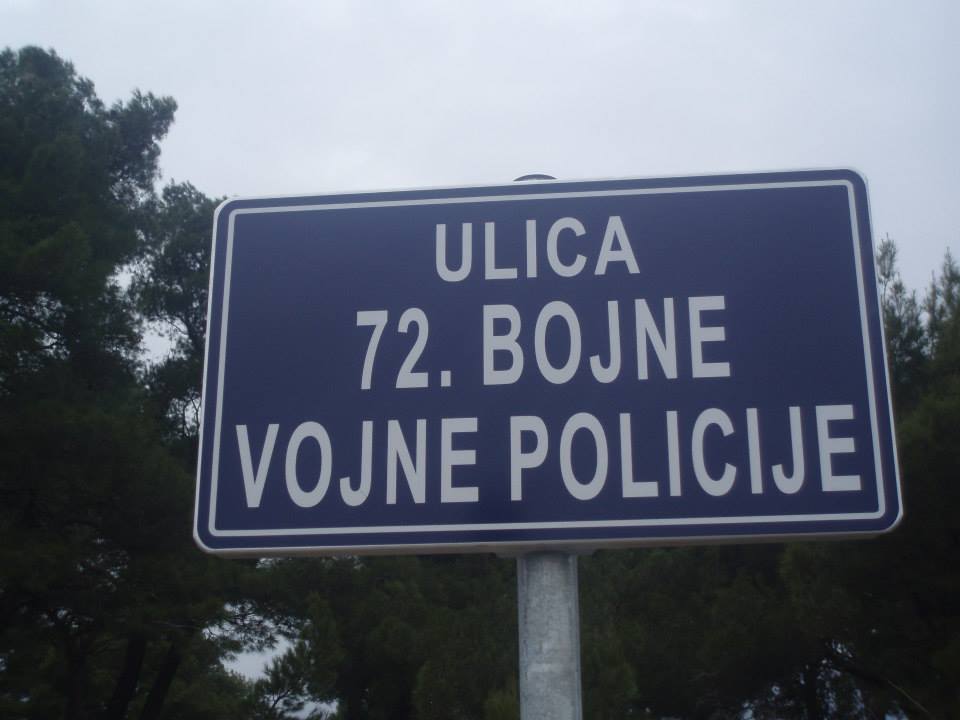 ULICA
72. BOJNE
VOJNE POLICIJE